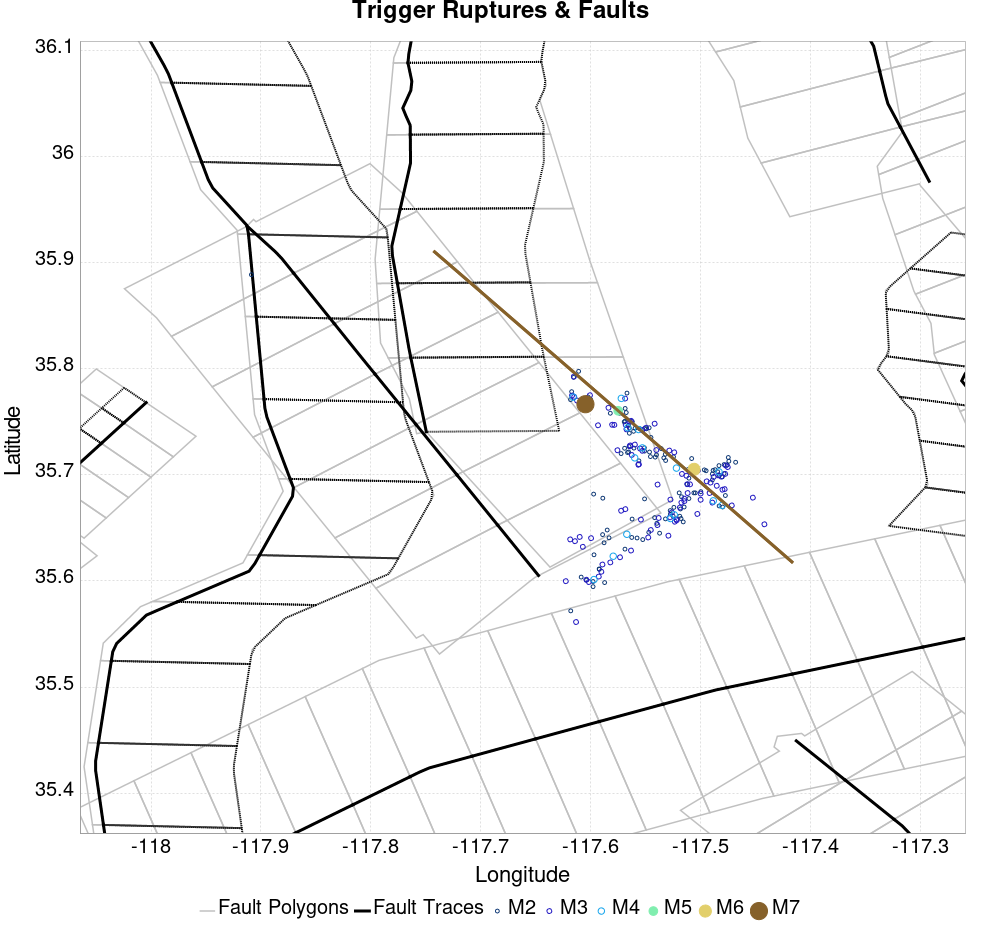 Trigger Ruptures & Faults
36.1
36
35.9
35.8
35.7
35.6
35.5
35.4
Latitude
-118 -117.9 -117.8 -117.7 -117.6 -117.5 -117.4 -117.3
Longitude
Fault Polygons Fault Traces M2 M3 M4 M5 M6 M7